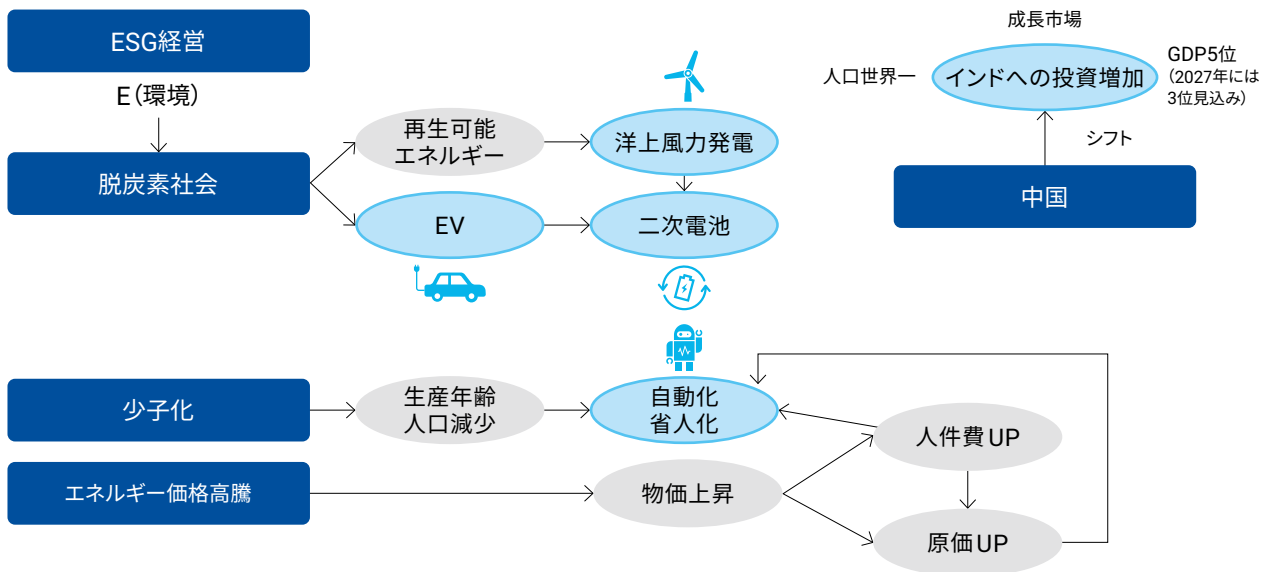 ESG経営
E（環境）
脱炭素社会
再生可能
エネルギー
洋上風力発電
EV
二次電池
成長市場
人口世界一
インドへの投資増加
GDP5位
（2027年には
3位見込み）
シフト
中国
少子化
生産年齢
人口減少
自動化
省人化
人件費UP
エネルギー価格高騰
物価上昇
原価UP